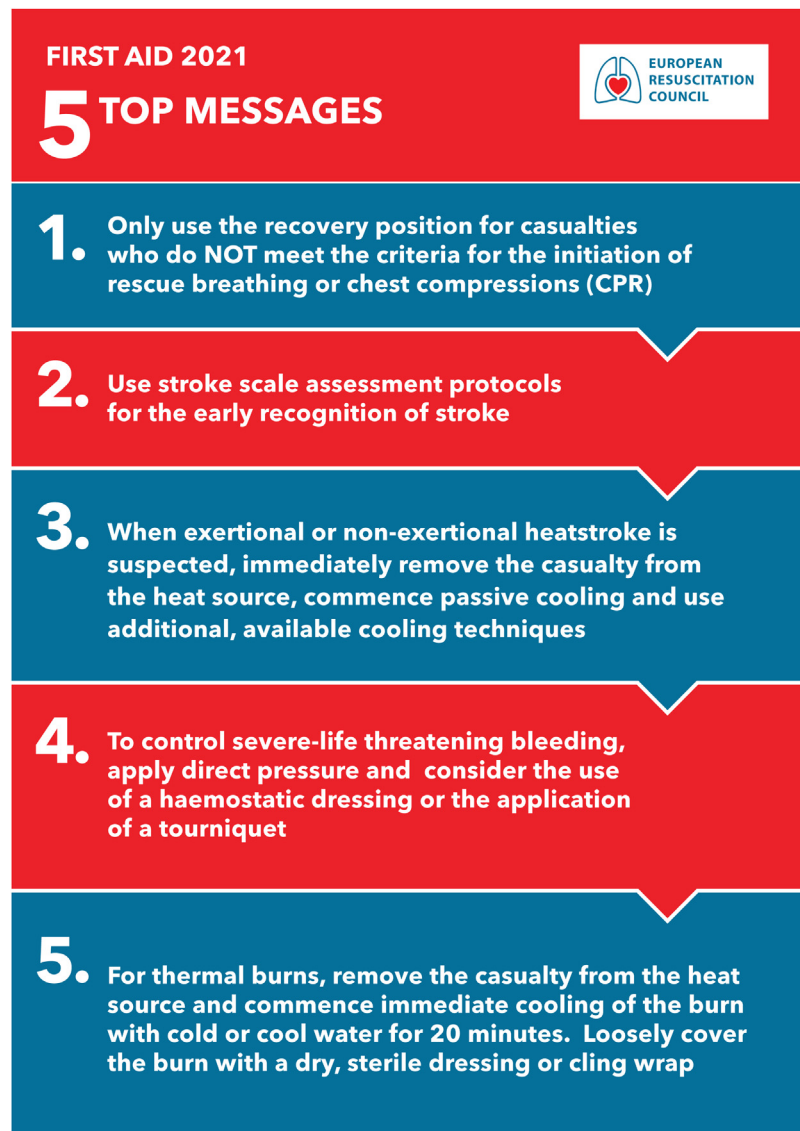 FIRST AID 2021
5 TOP MESSAGES
EUROPEAN
RESUSCITATION
COUNCIL
1. Only use the recovery position for casualties
who do NOT meet the criteria for the initiation of
rescue breathing or chest compressions (CPR)
2. Use stroke scale assessment protocols
for the early recognition of stroke
3. When exertional or non-exertional heatstroke is
suspected, immediately remove the casualty from
the heat source, commence passive cooling and use
additional, available cooling techniques
4. To control severe-life threatening bleeding,
apply direct pressure and  consider the use
of a haemostatic dressing or the application
of a tourniquet
5. For thermal burns, remove the casualty from the heat
source and commence immediate cooling of the burn
with cold or cool water for 20 minutes.  Loosely cover
the burn with a dry, sterile dressing or cling wrap